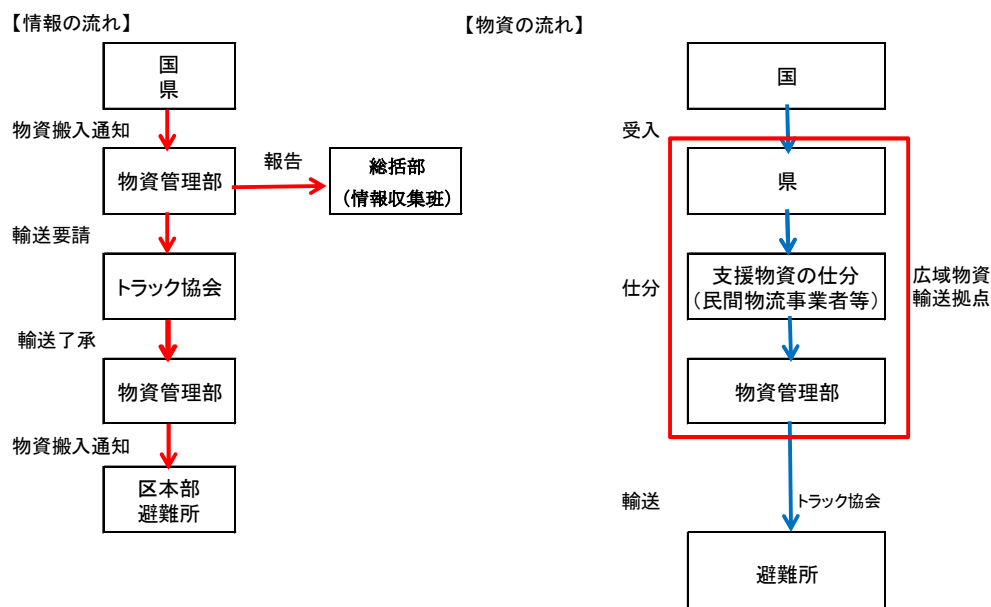 【情報の流れ】
国
県
物資搬入通知
物資管理部
報告
総括部
（情報収集班）
輸送要請
トラック協会
輸送了承
物資管理部
物資搬入通知
区本部
避難所
【物資の流れ】
国
受入
県
仕分
支援物資の仕分
（民間物流事業者等）
広域物資
輸送拠点
物資管理部
輸送
トラック協会
避難所